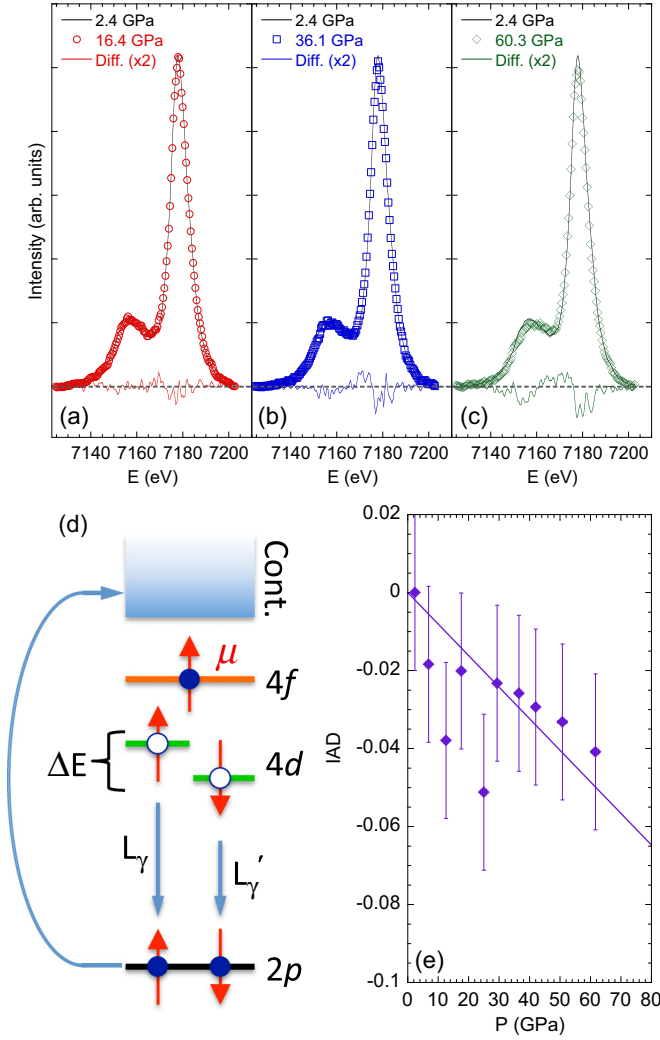 2.4 GPa
16.4 GPa
Diff. (x2)
2.4 GPa
36.1 GPa
Diff. (x2)
2.4 GPa
60.3 GPa
Diff. (x2)
Intensity (arb. units)
(a)
(b)
(c)
7140 7160 7180 7200
7140 7160 7180 7200
7140 7160 7180 7200
E (eV)
E (eV)
E (eV)
(d)
Cont.
μ
4f
ΔE
4d
Lγ
Lγ′
2p
0.02
0
-0.02
-0.04
-0.06
-0.08
-0.1
IAD
(e)
0 10 20 30 40 50 60 70 80
P (GPa)